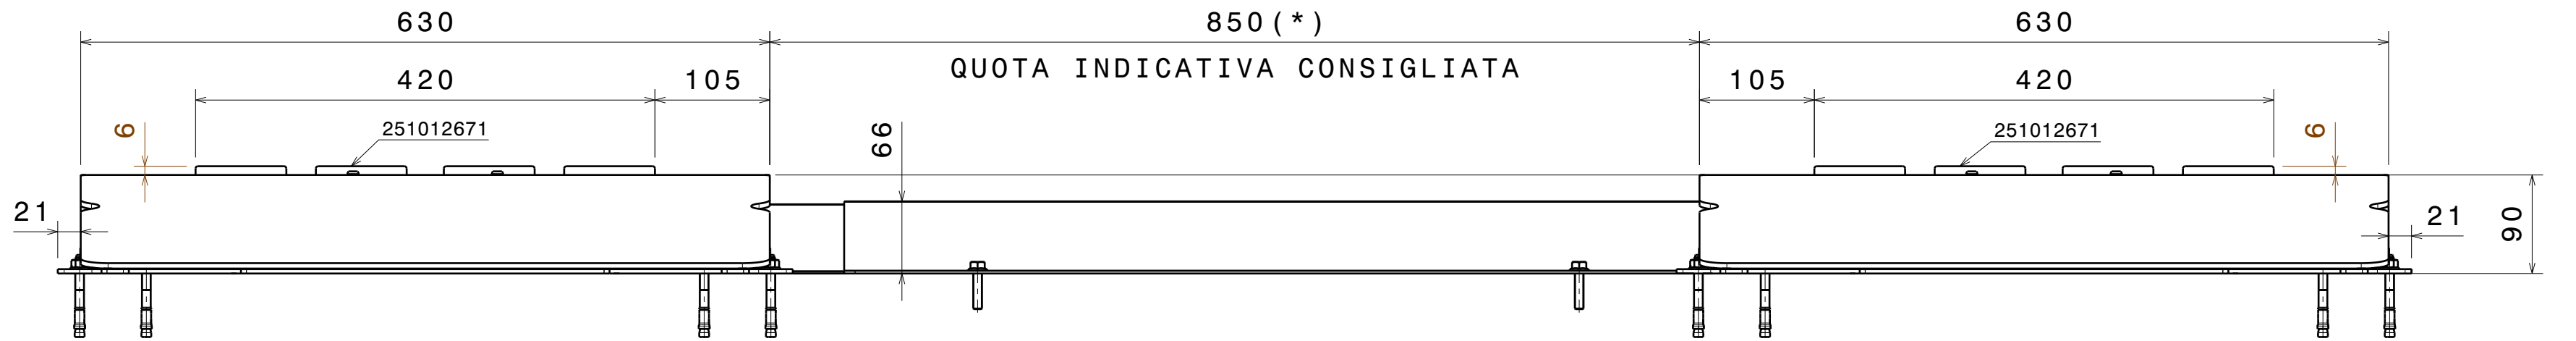 630 850(*) 630
QUOTA INDICATIVA CONSIGLIATA
420 105 105 420
6 251012671 66 251012671 6
21 21 90